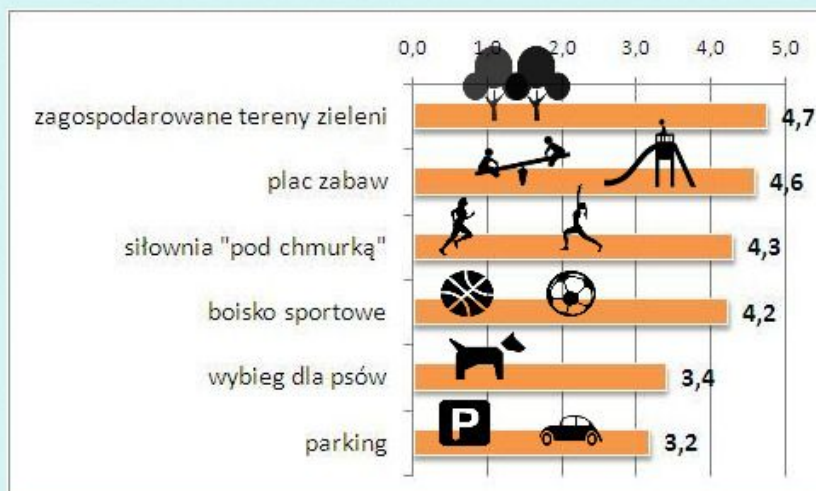 0,0 1,0 2,0 3,0 4,0 5,0
zagospodarowane tereny zieleni 4,7
plac zabaw 4,6
siłownia "pod chmurką" 4,3
boisko sportowe 4,2
wybieg dla psów 3,4
P
parking 3,2